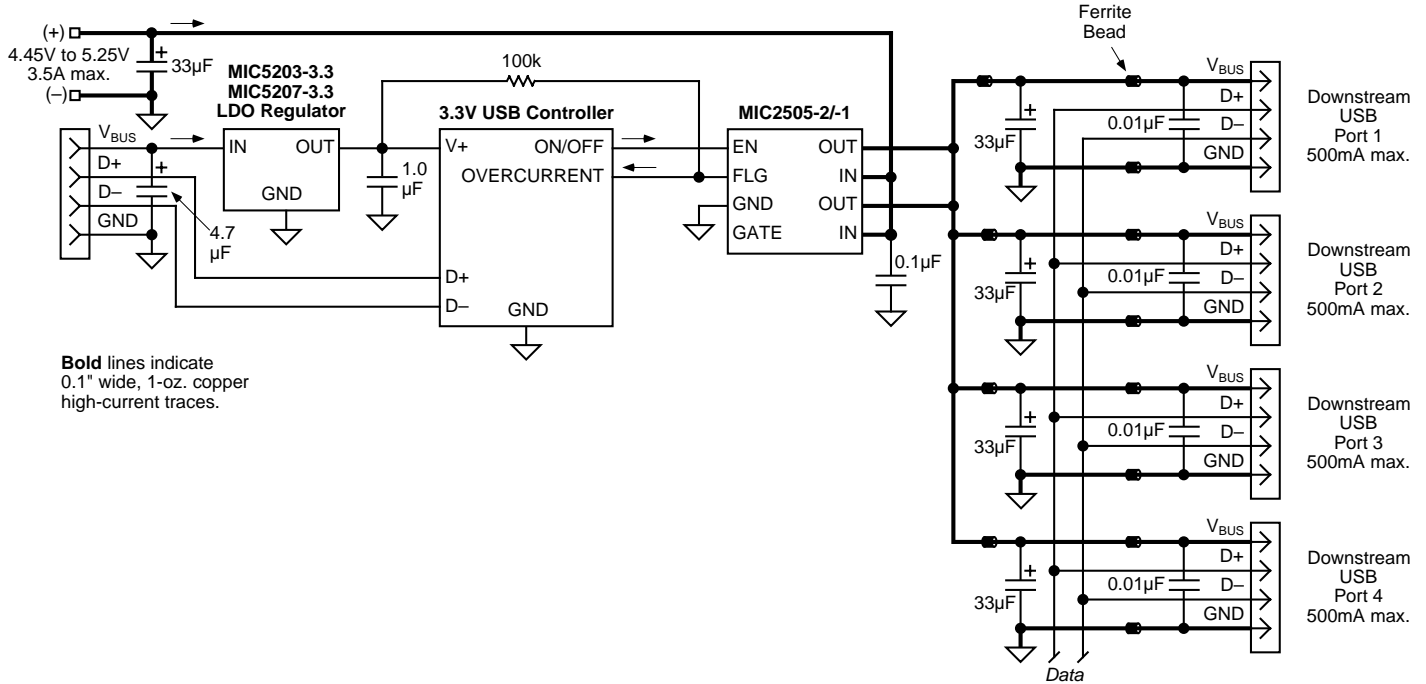 (+)
4.45V to 5.25V
3.5A max.
(–)
33µF
+
MIC5203-3.3
MIC5207-3.3
LDO Regulator
IN
OUT
GND
VBUS
D+
D–
GND
+
4.7
µF
1.0
µF
100k
3.3V USB Controller
V+
ON/OFF
OVERCURRENT
D+
D–
GND
MIC2505-2/-1
EN
OUT
FLG
IN
GND
OUT
GATE
IN
0.1µF
Ferrite
Bead
+
33µF
0.01µF
VBUS
D+
D–
GND
Downstream
USB
Port 1
500mA max.
+
33µF
0.01µF
VBUS
D+
D–
GND
Downstream
USB
Port 2
500mA max.
+
33µF
0.01µF
VBUS
D+
D–
GND
Downstream
USB
Port 3
500mA max.
+
33µF
0.01µF
VBUS
D+
D–
GND
Downstream
USB
Port 4
500mA max.
Data
Bold lines indicate
0.1" wide, 1-oz. copper
high-current traces.